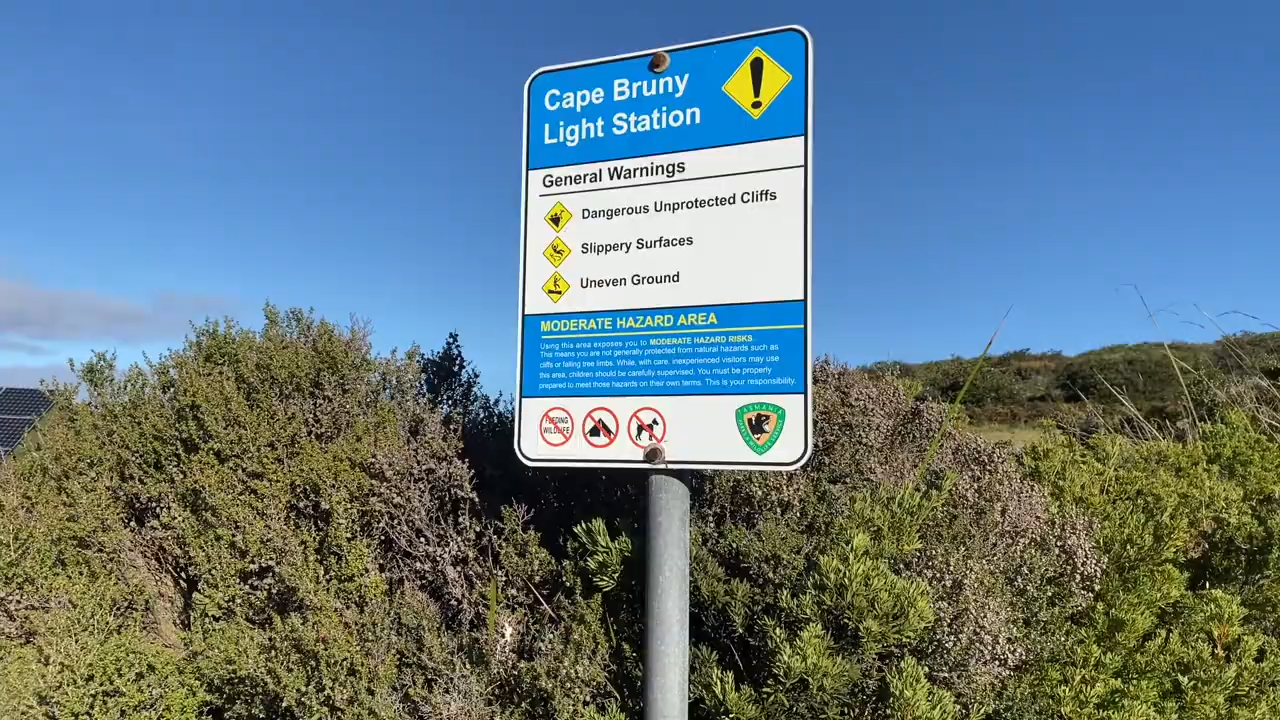 Cape Bruny
Light Station
General Warnings
Dangerous Unprotected Cliffs
Slippery Surfaces
Uneven Ground
MODERATE HAZARD AREA
Using this area exposes you to MODERATE HAZARD RISKS
This means you are not generally protected from natural hazards such as
cliffs or falling tree limbs. While, with care, inexperienced visitors may use
this area, children should be carefully supervised. You must be properly
prepared to meet those hazards on their own terms. This is your responsibility.
FEEDING
WILDLIFE
TASMANIA
PARKS & WILDLIFE SERVICE